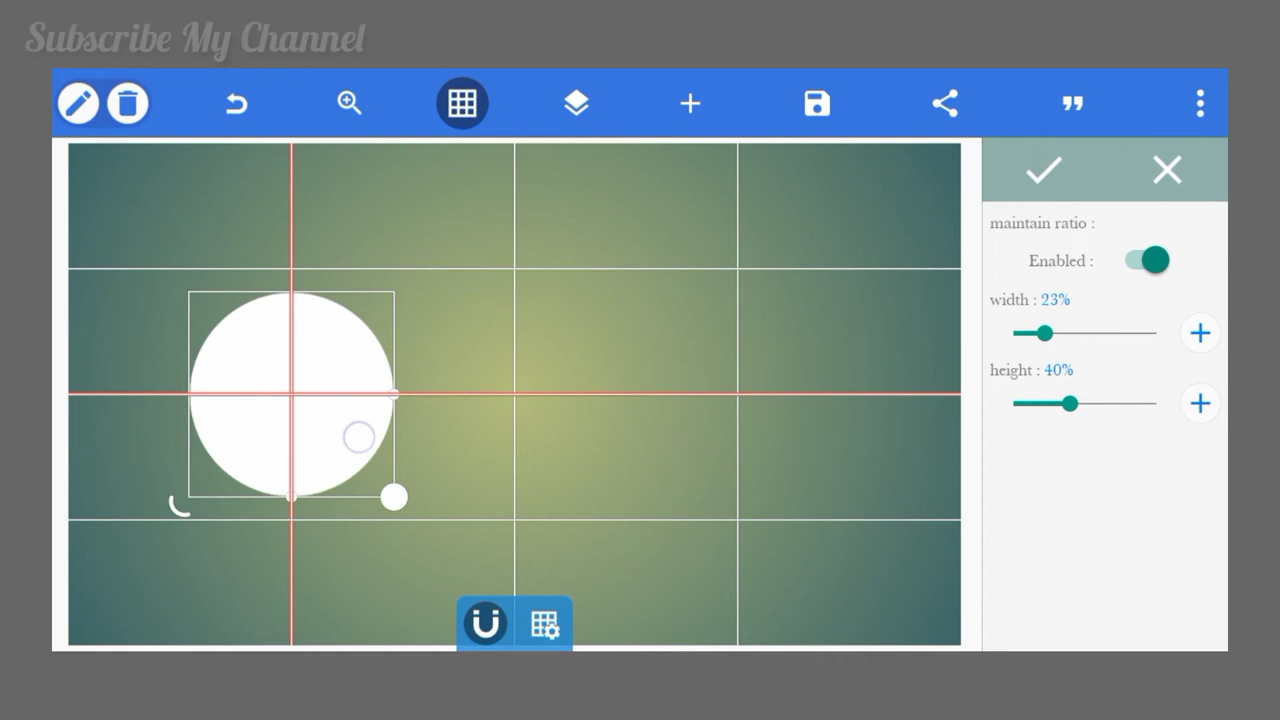 Subscribe My Channel
maintain ratio :
Enabled :
width : 23%
height : 40%